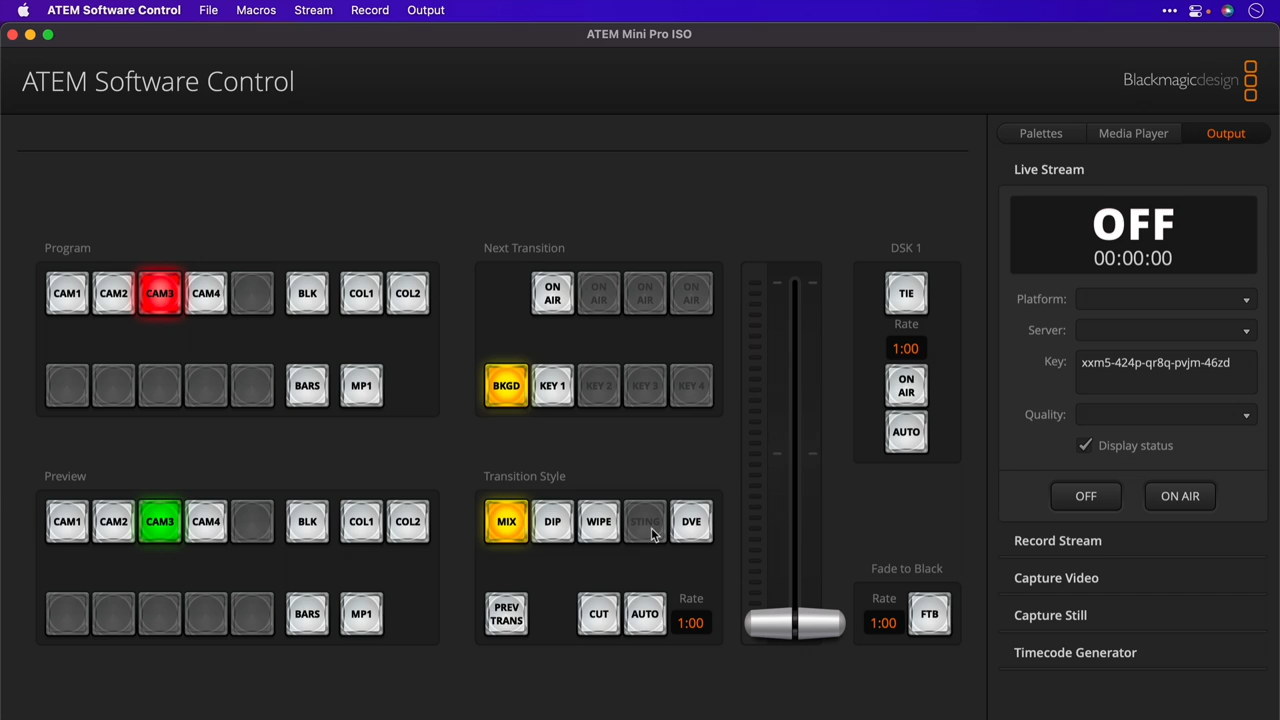 ATEM Software Control File Macros Stream Record Output
ATEM Mini Pro ISO
ATEM Software Control
Blackmagicdesign
Palettes Media Player Output
Live Stream
OFF
00:00:00
Platform:
Server:
Key: xxm5-424p-qr8q-pvjm-46zd
Quality:
Display status
OFF ON AIR
Record Stream
Capture Video
Capture Still
Timecode Generator
Program
CAM1 CAM2 CAM3 CAM4 BLK COL1 COL2
BARS MP1
Next Transition
ON AIR ON AIR ON AIR ON AIR
BKGD KEY 1 KEY 2 KEY 3 KEY 4
DSK 1
TIE
Rate
1:00
ON AIR
AUTO
Preview
CAM1 CAM2 CAM3 CAM4 BLK COL1 COL2
BARS MP1
Transition Style
MIX DIP WIPE STING DVE
PREV TRANS CUT AUTO Rate 1:00
Fade to Black
Rate
1:00 FTB